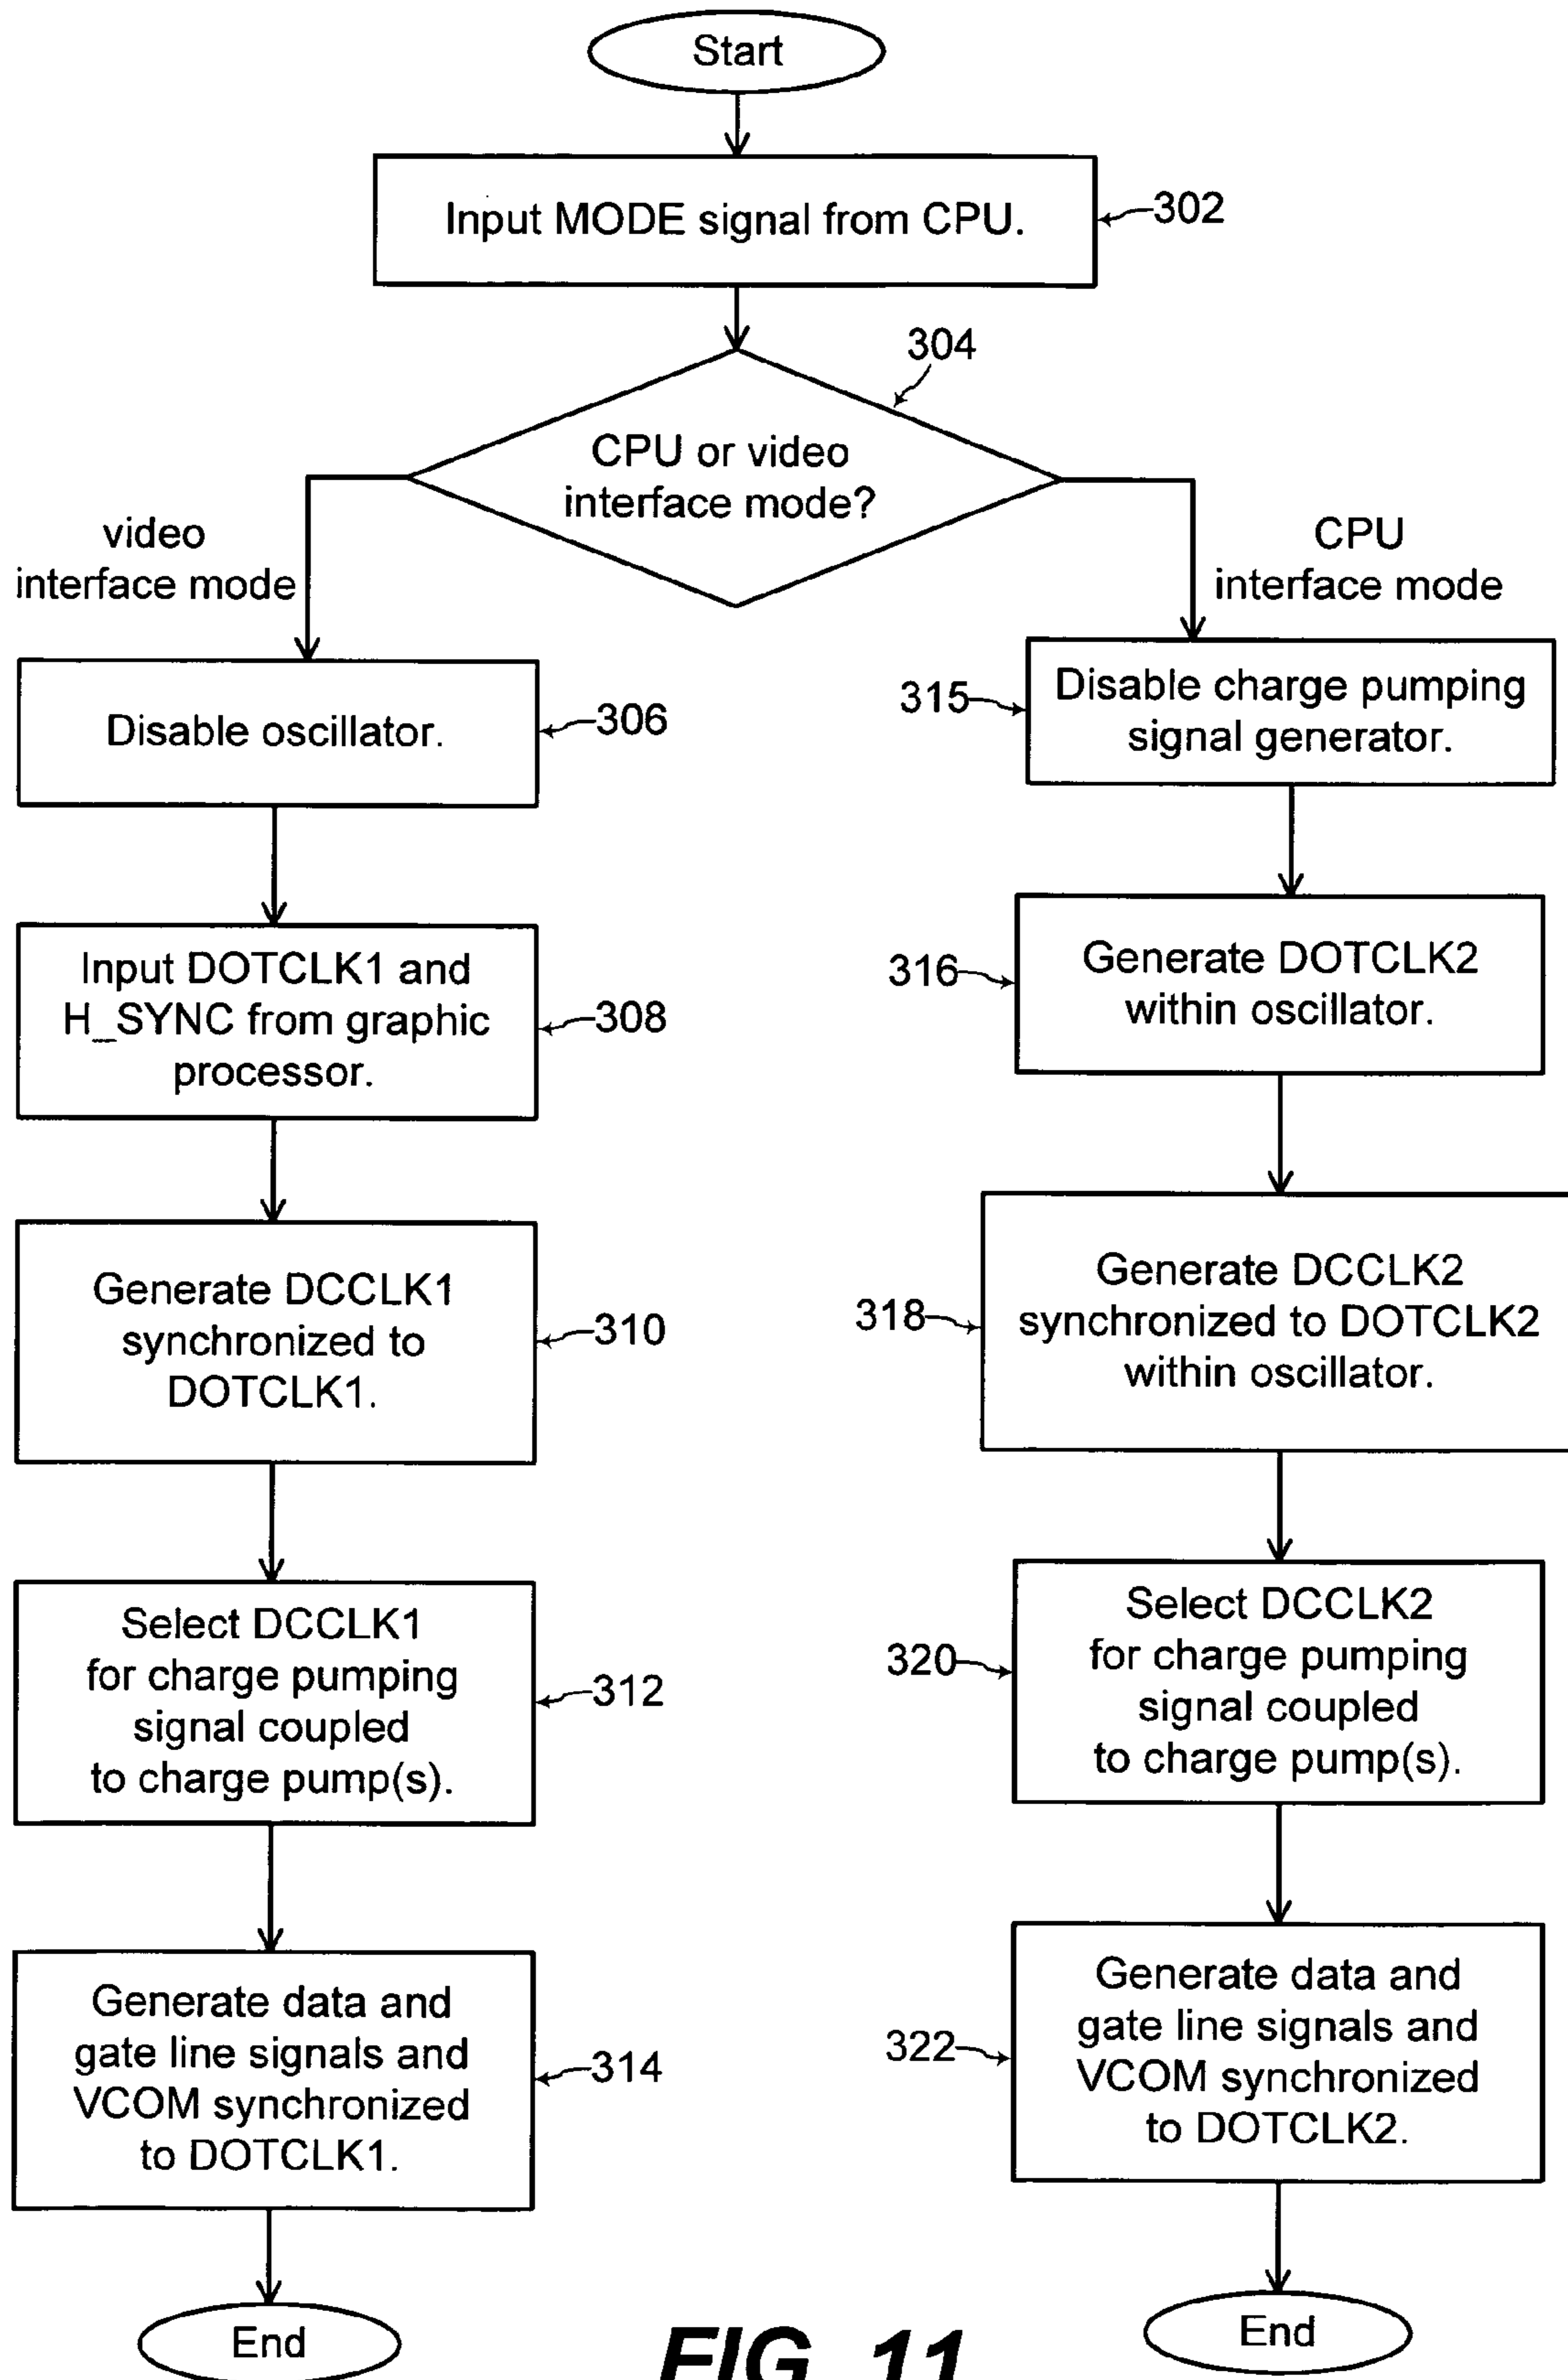 Start
Input MODE signal from CPU.
302
304
CPU or video
interface mode?
video
interface mode
CPU
interface mode
Disable oscillator.
306
Input DOTCLK1 and
H_SYNC from graphic
processor.
308
Generate DCCLK1
synchronized to
DOTCLK1.
310
Select DCCLK1
for charge pumping
signal coupled
to charge pump(s).
312
Generate data and
gate line signals and
VCOM synchronized
to DOTCLK1.
314
End
315
Disable charge pumping
signal generator.
316
Generate DOTCLK2
within oscillator.
318
Generate DCCLK2
synchronized to DOTCLK2
within oscillator.
320
Select DCCLK2
for charge pumping
signal coupled
to charge pump(s).
322
Generate data and
gate line signals and
VCOM synchronized
to DOTCLK2.
End
FIG. 11